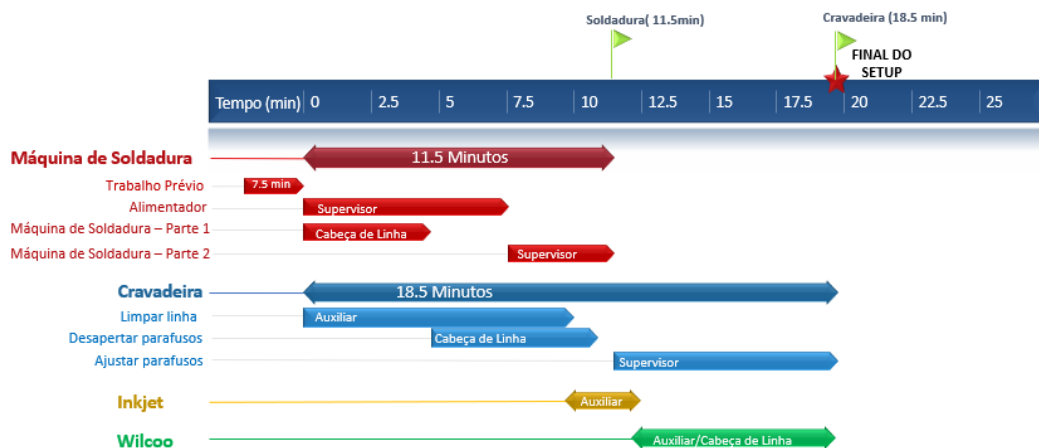 Soldadura( 11.5min)
Cravadeira (18.5 min)
FINAL DO
SETUP
Tempo (min) 0 2.5 5 7.5 10 12.5 15 17.5 20 22.5 25
Máquina de Soldadura 11.5 Minutos
Trabalho Prévio 7.5 min
Alimentador Supervisor
Máquina de Soldadura – Parte 1 Cabeça de Linha
Máquina de Soldadura – Parte 2 Supervisor
Cravadeira 18.5 Minutos
Limpar linha Auxiliar
Desapertar parafusos Cabeça de Linha
Ajustar parafusos Supervisor
Inkjet Auxiliar
Wilcoo Auxiliar/Cabeça de Linha